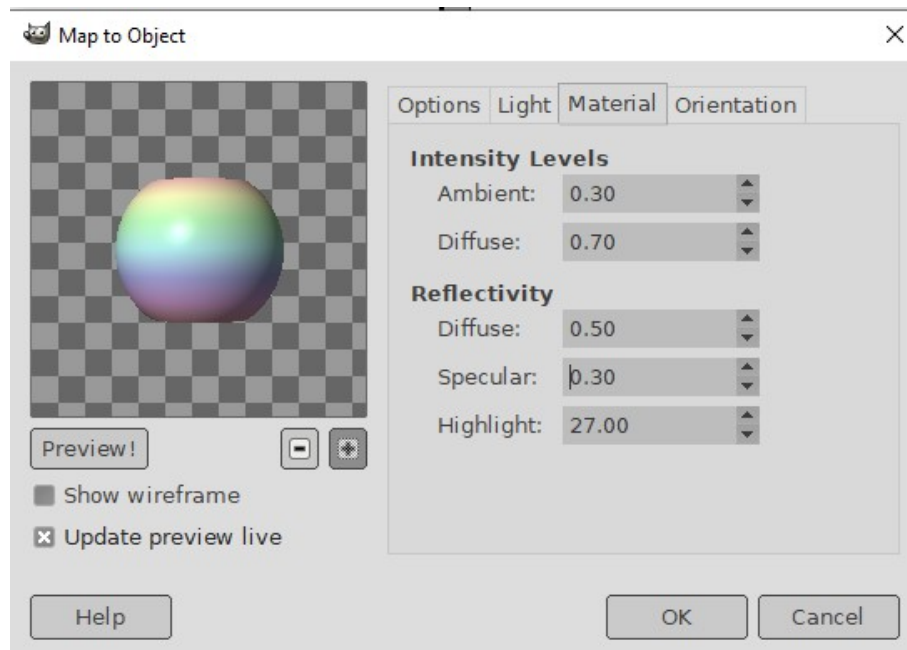 Map to Object
Options Light Material Orientation
Intensity Levels
Ambient: 0.30
Diffuse: 0.70
Reflectivity
Diffuse: 0.50
Specular: 0.30
Highlight: 27.00
Preview!
Show wireframe
Update preview live
Help OK Cancel